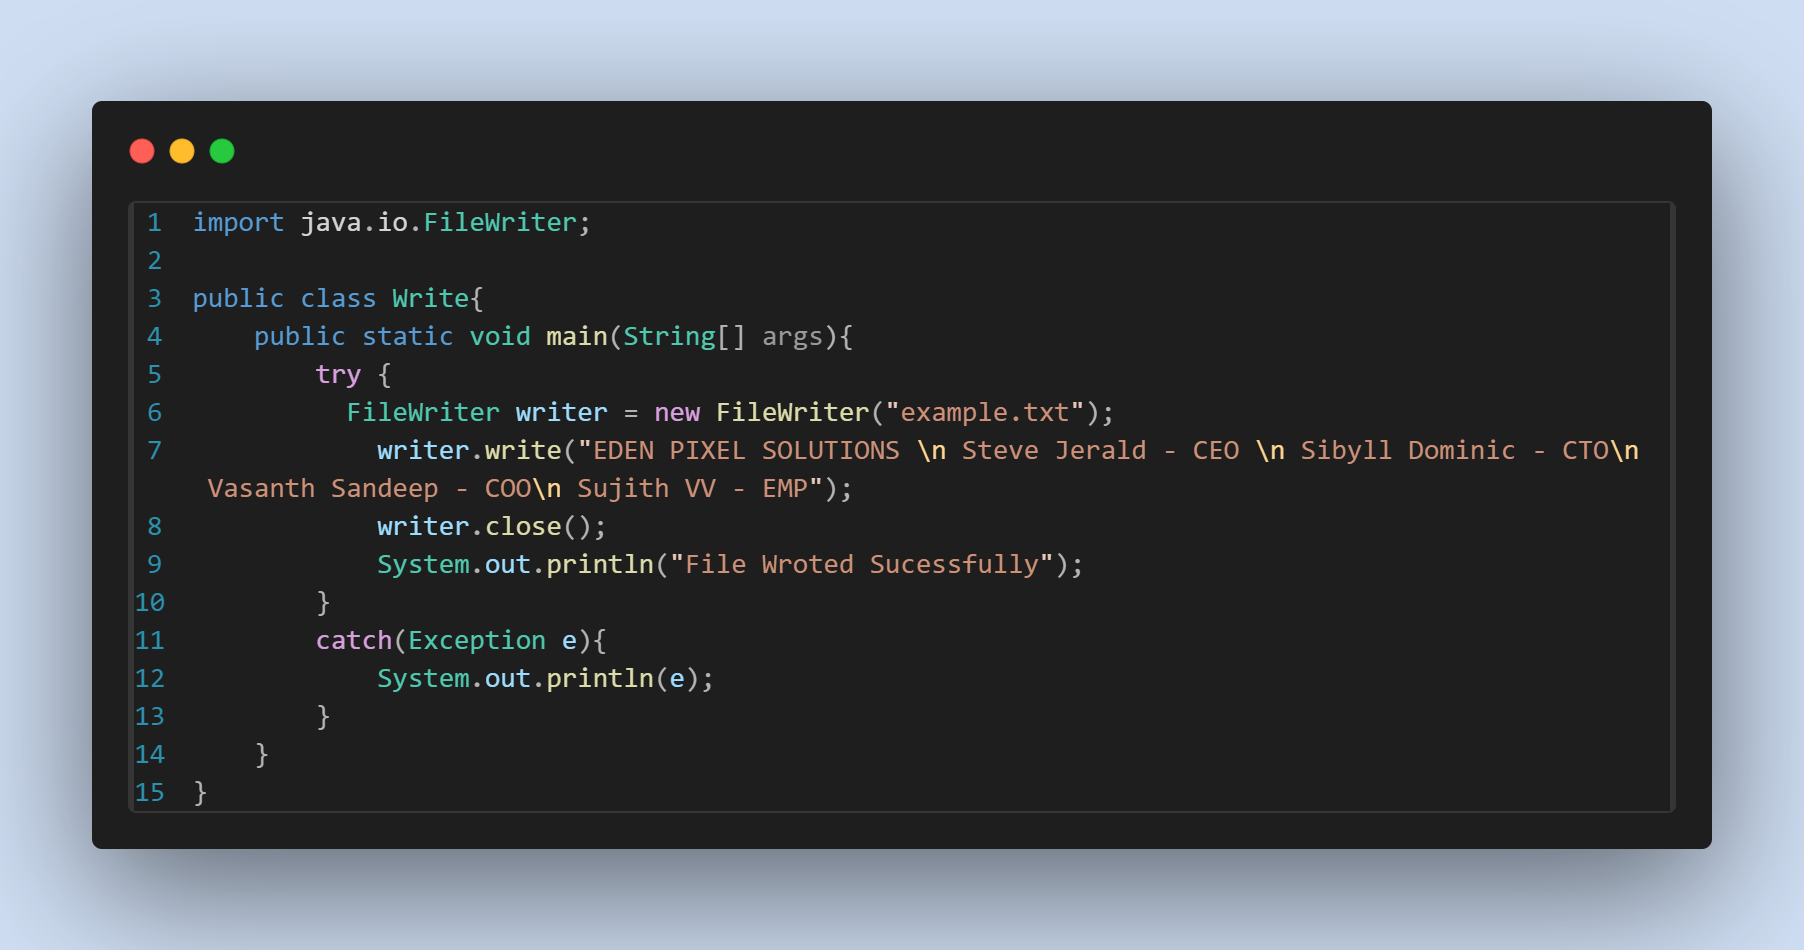 1 import java.io.FileWriter;
2
3 public class Write{
4     public static void main(String[] args){
5         try {
6           FileWriter writer = new FileWriter("example.txt");
7             writer.write("EDEN PIXEL SOLUTIONS \n Steve Jerald - CEO \n Sibyll Dominic - CTO\n
Vasanth Sandeep - COO\n Sujith VV - EMP");
8             writer.close();
9             System.out.println("File Wroted Sucessfully");
10         }
11         catch(Exception e){
12             System.out.println(e);
13         }
14     }
15 }